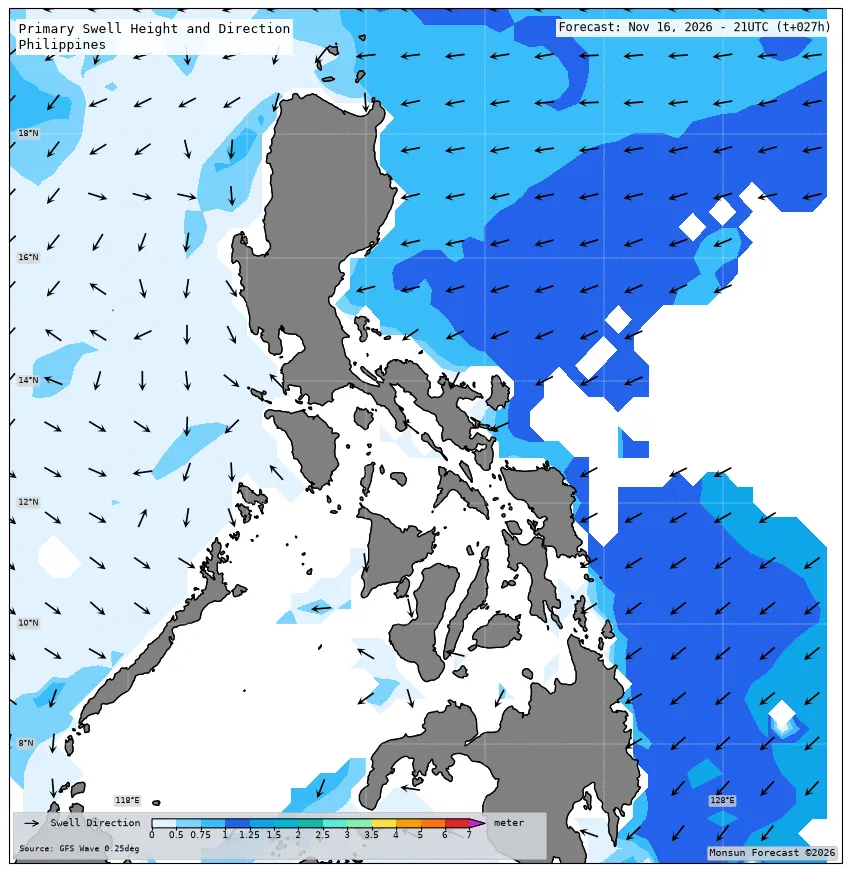 Primary Swell Height and Direction
Philippines
Forecast: Nov 16, 2026 - 21UTC (t+027h)
18°N
16°N
14°N
12°N
10°N
8°N
118°E
128°E
Swell Direction
0 0.5 0.75 1 1.25 1.5 2 2.5 3 3.5 4 5 6 7
meter
Source: GFS Wave 0.25deg
Monsun Forecast ©2026